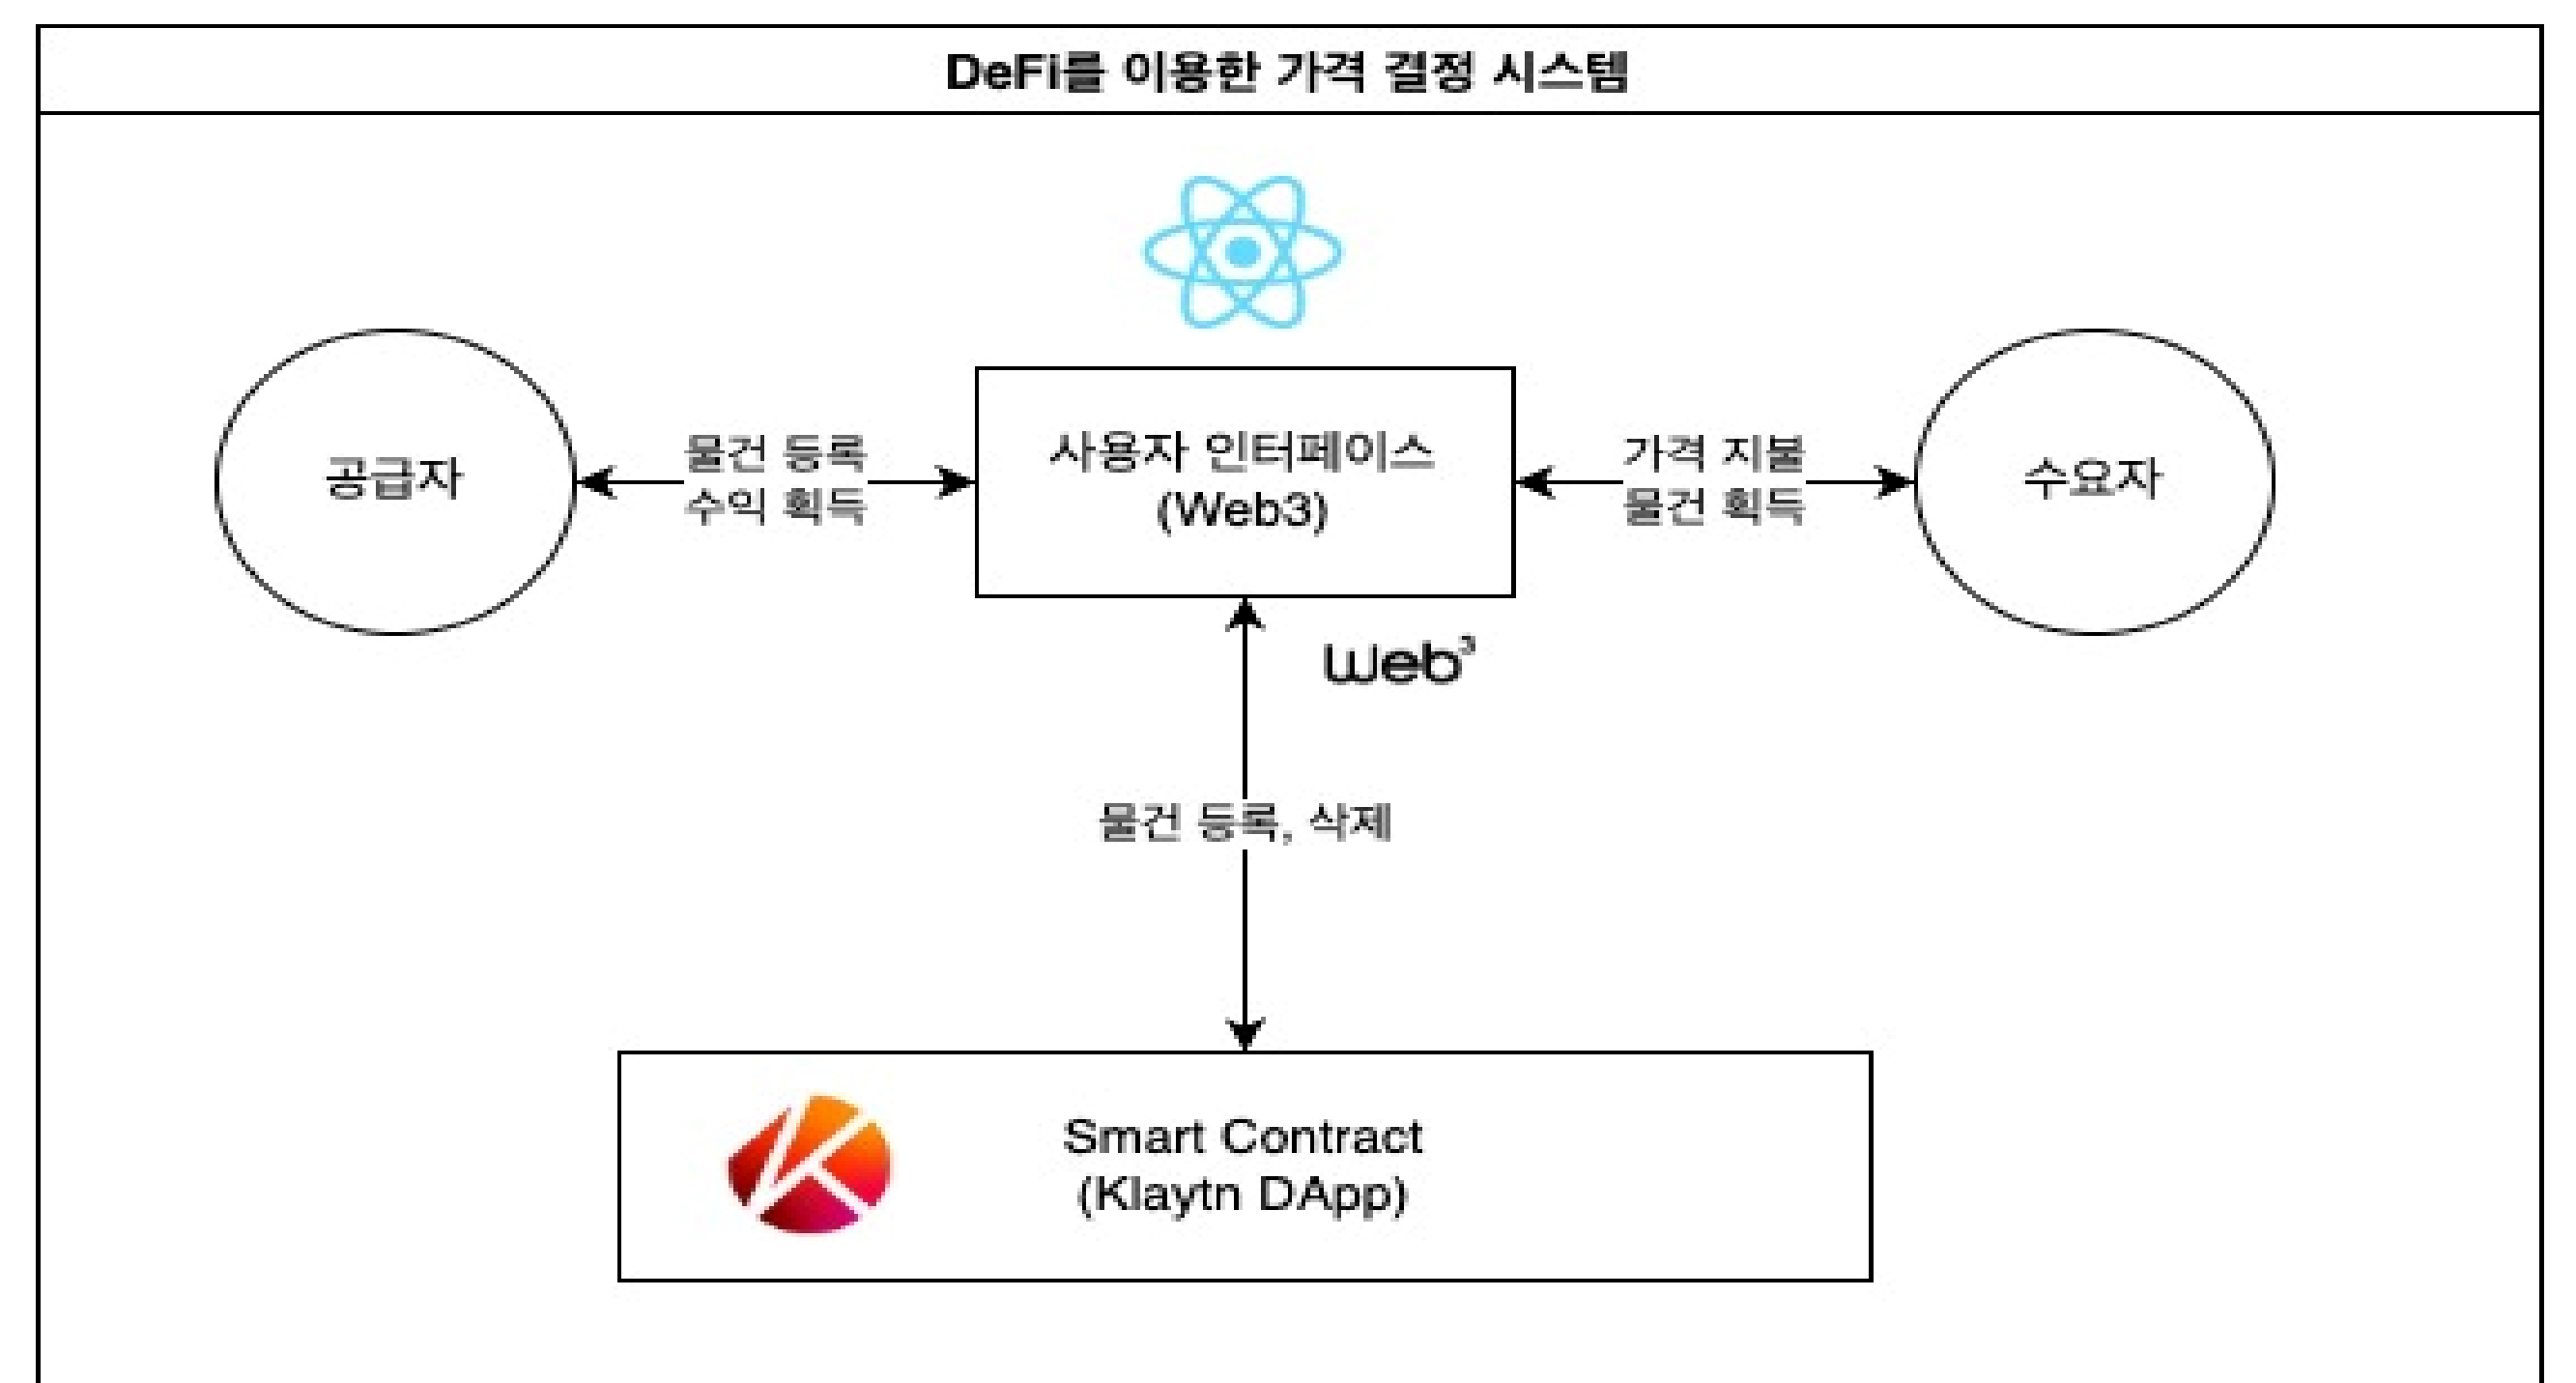 DeFi를 이용한 가격 결정 시스템
공급자
물건 등록
수익 획득
사용자 인터페이스
(Web3)
가격 지불
물건 획득
수요자
web³
물건 등록, 삭제
Smart Contract
(Klaytn DApp)